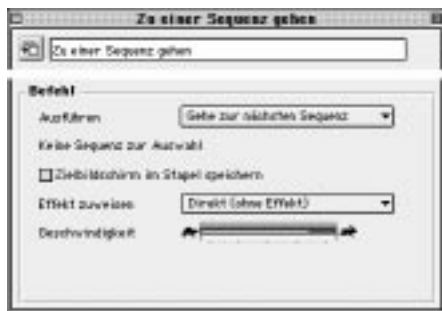 Zu einer Sequenz gehen
Zu einer Sequenz gehen
Befehl
Ausführen
Gehe zur nächsten Sequenz
Keine Sequenz zur Auswahl
Zielbildschirm im Stapel speichern
Effekt zuweisen
Direkt (ohne Effekt)
Geschwindigkeit